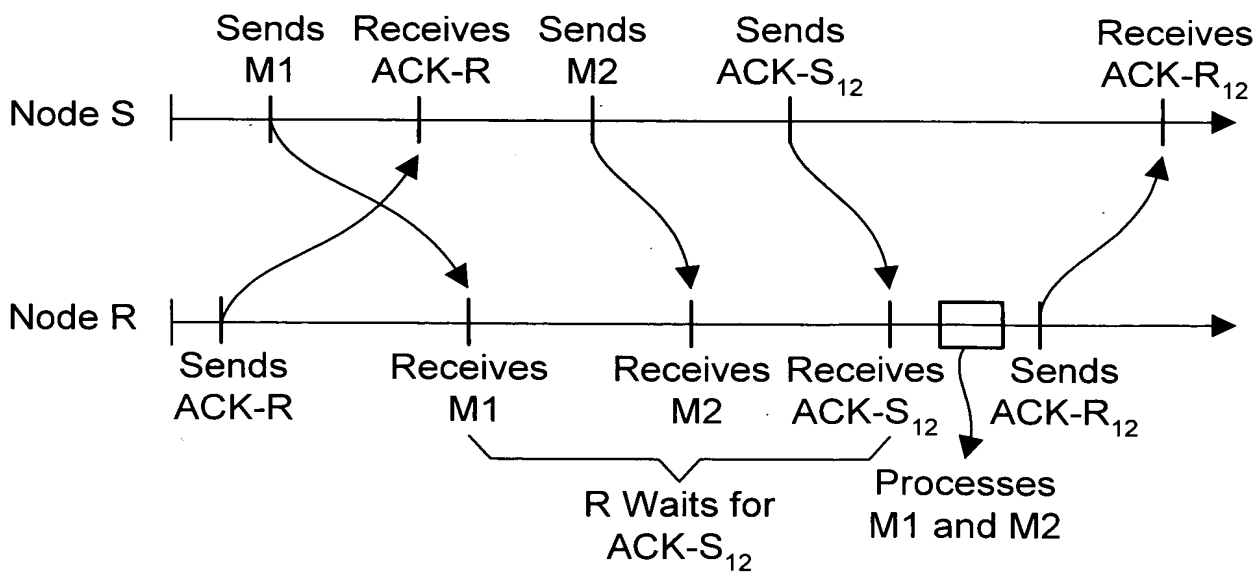 Sends
M1
Receives
ACK-R
Sends
M2
Sends
ACK-S₁₂
Receives
ACK-R₁₂
Node S
Node R
Sends
ACK-R
Receives
M1
Receives
M2
Receives
ACK-S₁₂
Sends
ACK-R₁₂
R Waits for
ACK-S₁₂
Processes
M1 and M2